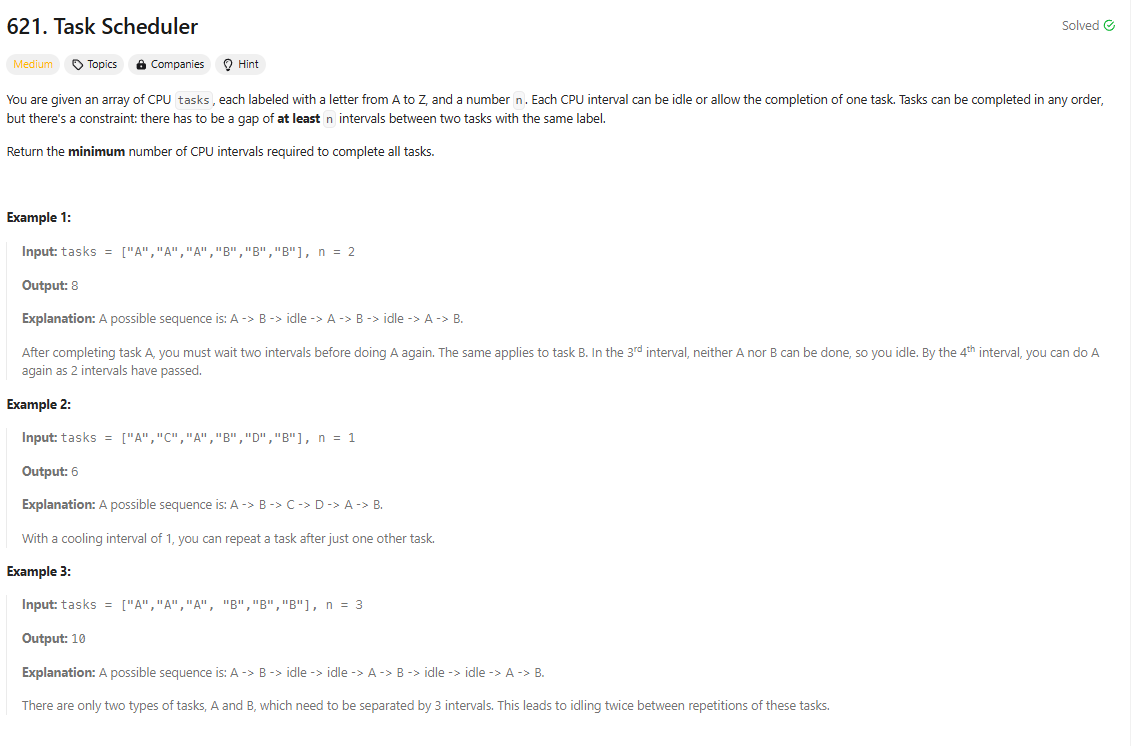 621. Task Scheduler
Solved
Medium Topics Companies Hint
You are given an array of CPU tasks, each labeled with a letter from A to Z, and a number n. Each CPU interval can be idle or allow the completion of one task. Tasks can be completed in any order,
but there's a constraint: there has to be a gap of at least n intervals between two tasks with the same label.
Return the minimum number of CPU intervals required to complete all tasks.
Example 1:
Input: tasks = ["A","A","A","B","B","B"], n = 2
Output: 8
Explanation: A possible sequence is: A -> B -> idle -> A -> B -> idle -> A -> B.
After completing task A, you must wait two intervals before doing A again. The same applies to task B. In the 3rd interval, neither A nor B can be done, so you idle. By the 4th interval, you can do A
again as 2 intervals have passed.
Example 2:
Input: tasks = ["A","C","A","B","D","B"], n = 1
Output: 6
Explanation: A possible sequence is: A -> B -> C -> D -> A -> B.
With a cooling interval of 1, you can repeat a task after just one other task.
Example 3:
Input: tasks = ["A","A","A", "B","B","B"], n = 3
Output: 10
Explanation: A possible sequence is: A -> B -> idle -> idle -> A -> B -> idle -> idle -> A -> B.
There are only two types of tasks, A and B, which need to be separated by 3 intervals. This leads to idling twice between repetitions of these tasks.